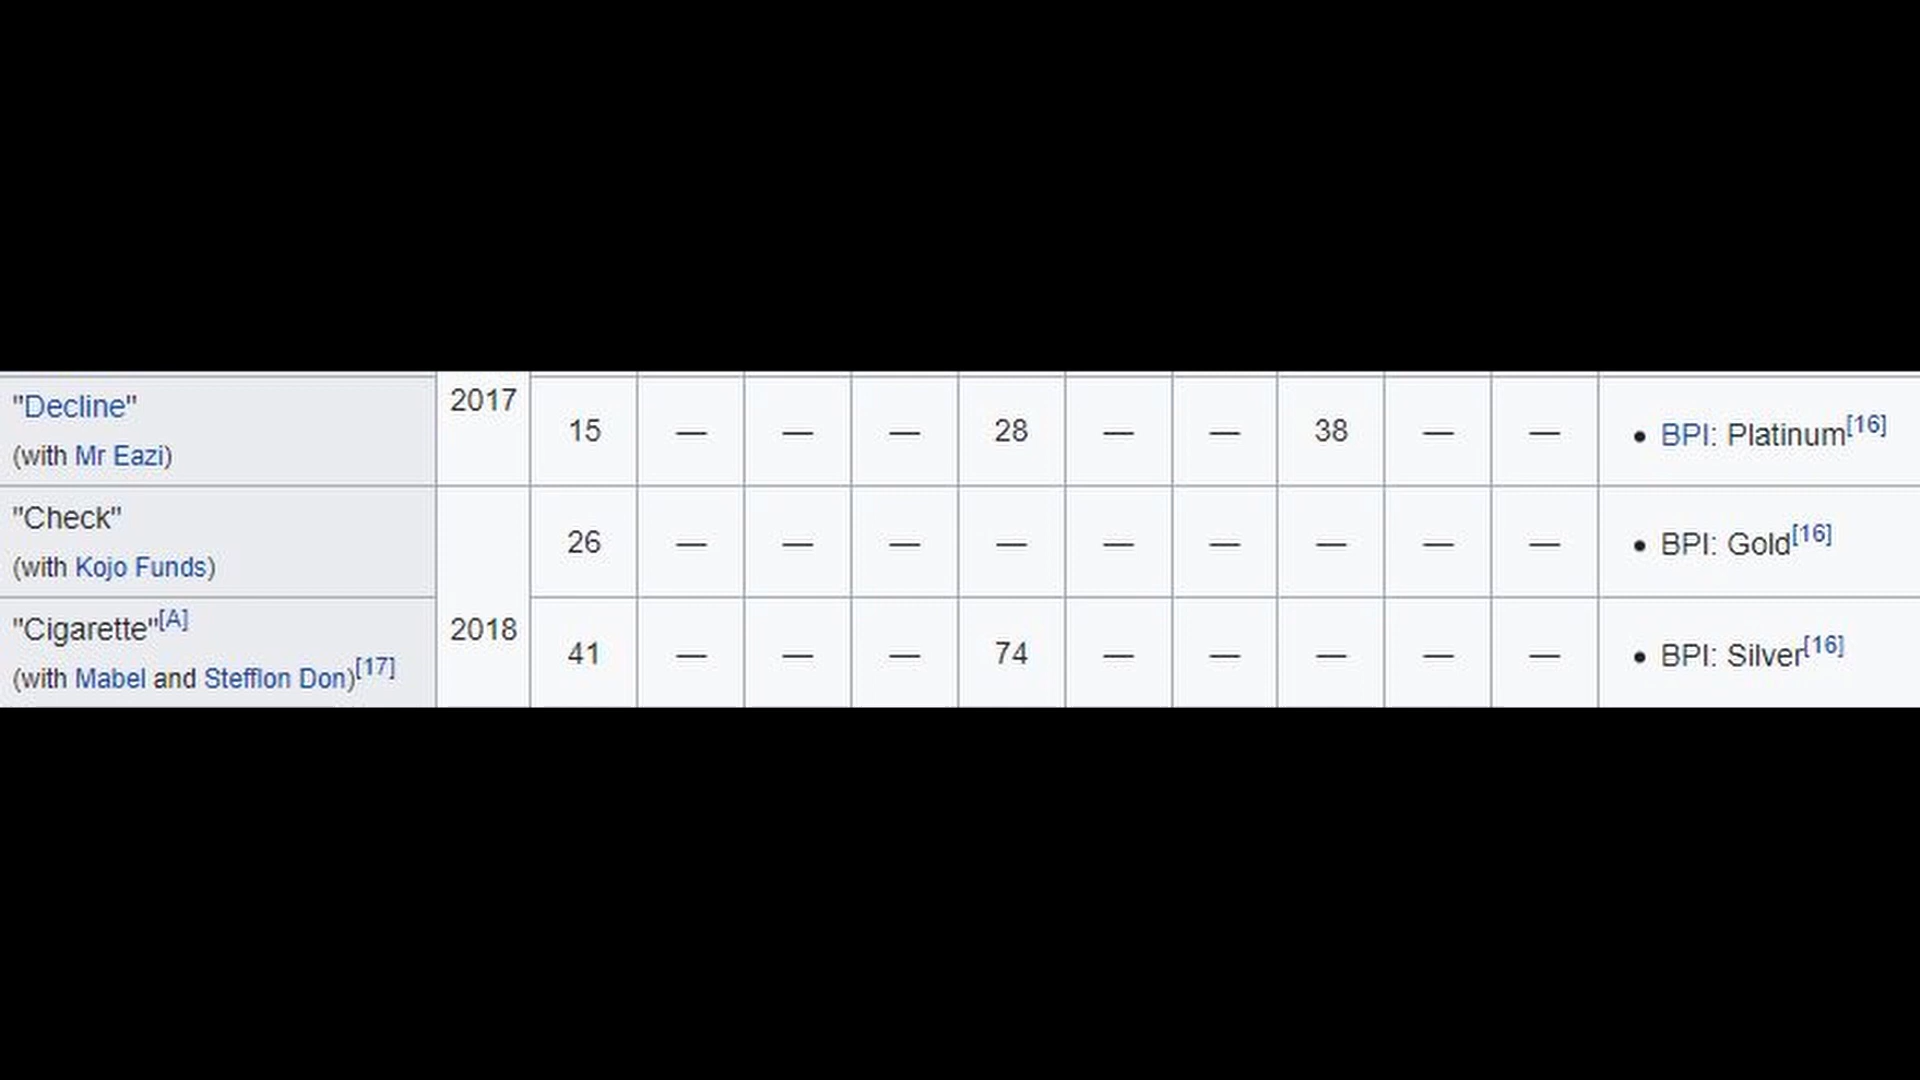 "Decline"
(with Mr Eazi)
2017
15 — — — 28 — — 38 — —
• BPI: Platinum[16]
"Check"
(with Kojo Funds)
26 — — — — — — — — —
• BPI: Gold[16]
"Cigarette"[A]
(with Mabel and Stefflon Don)[17]
2018
41 — — — 74 — — — — —
• BPI: Silver[16]